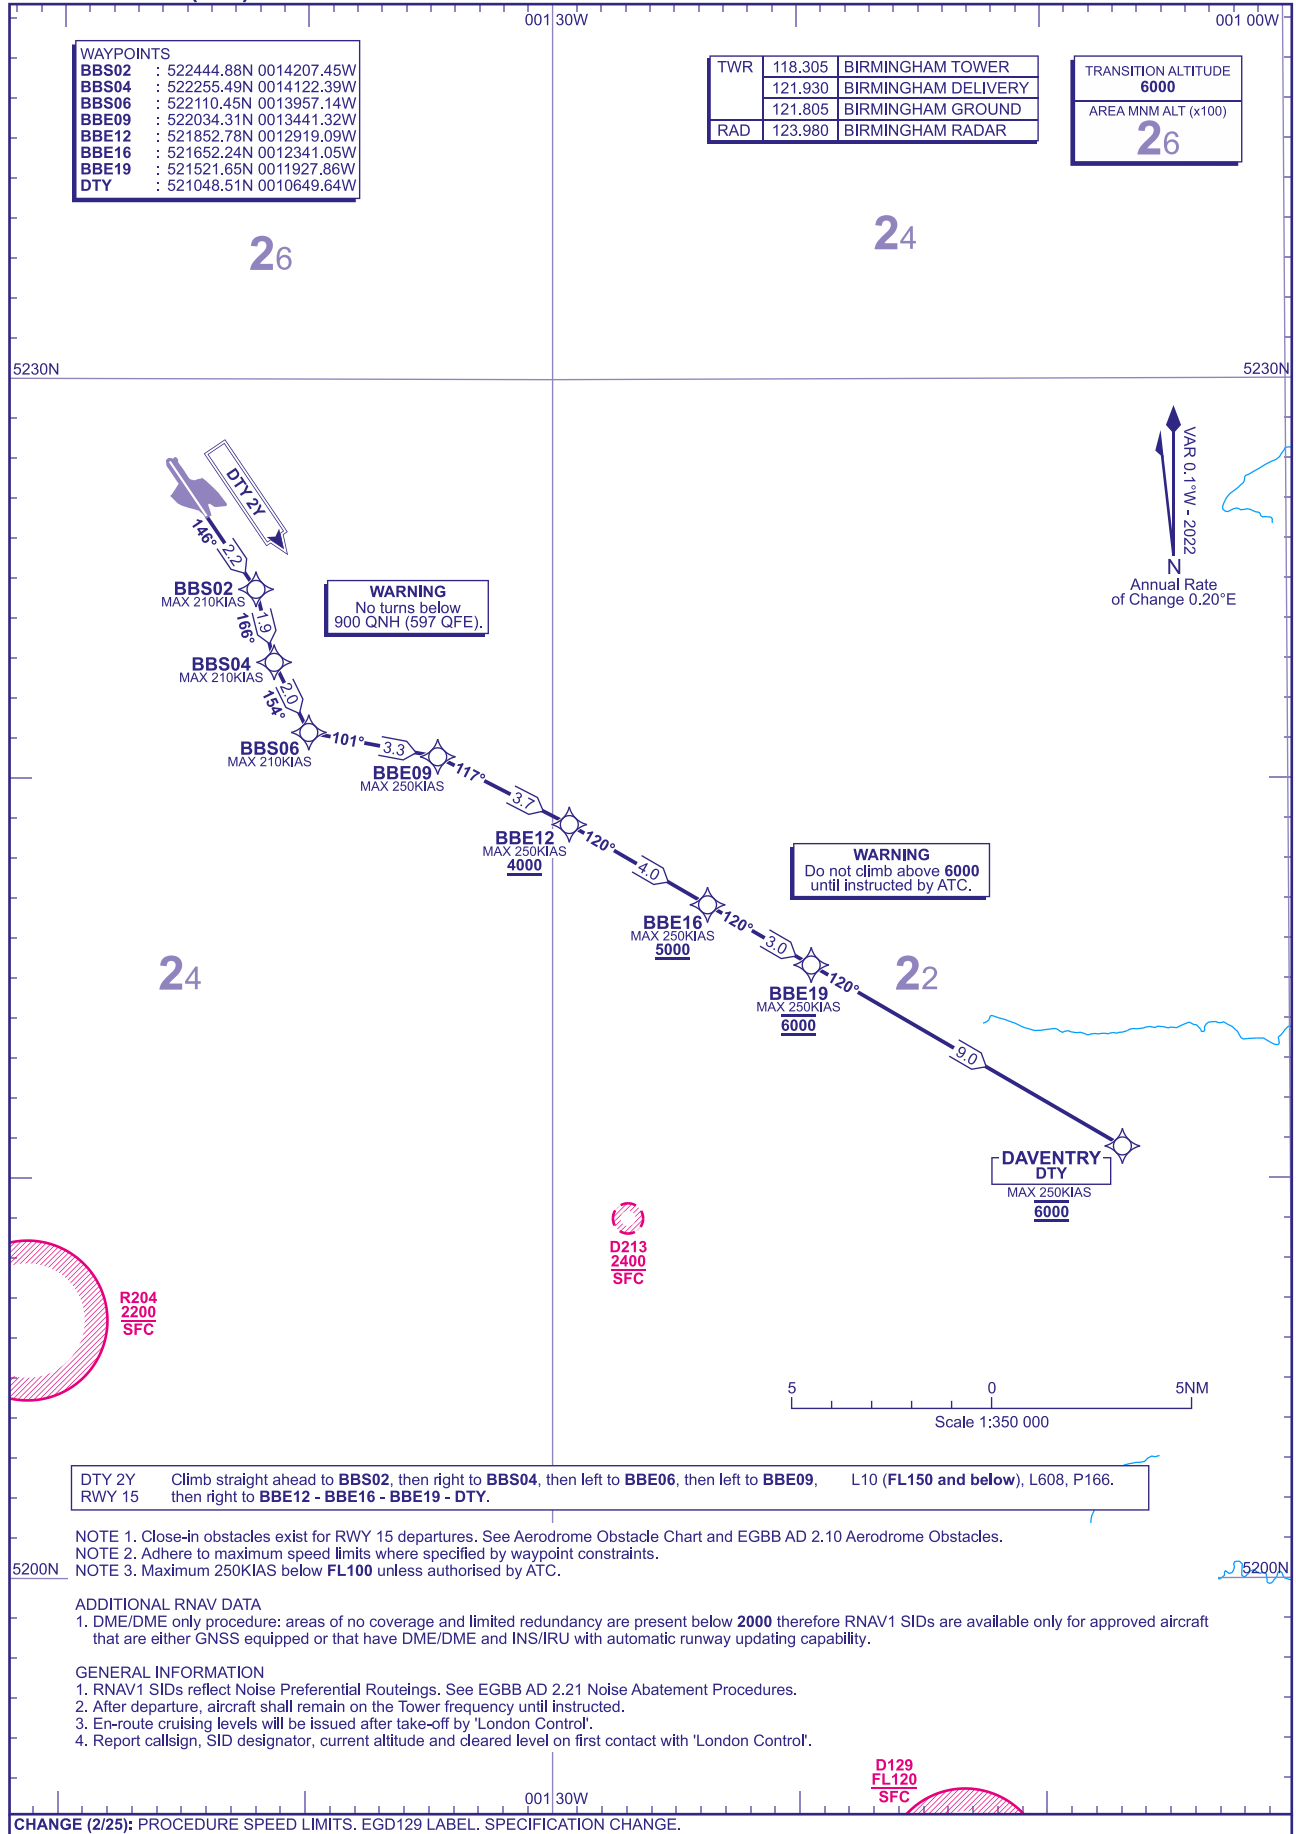 001 30W
001 00W
WAYPOINTS
BBS02 : 522444.88N 0014207.45W
BBS04 : 522255.49N 0014122.39W
BBS06 : 522110.45N 0013957.14W
BBE09 : 522034.31N 0013441.32W
BBE12 : 521852.78N 0012919.09W
BBE16 : 521652.24N 0012341.05W
BBE19 : 521521.65N 0011927.86W
DTY : 521048.51N 0010649.64W
TWR 118.305 BIRMINGHAM TOWER
121.930 BIRMINGHAM DELIVERY
121.805 BIRMINGHAM GROUND
RAD 123.980 BIRMINGHAM RADAR
TRANSITION ALTITUDE
6000
AREA MNM ALT (x100)
26
26
24
5230N
5230N
DTY 2Y
VAR 0.1°W - 2022
N
Annual Rate
of Change 0.20°E
146°
2.2
BBS02
MAX 210KIAS
WARNING
No turns below
900 QNH (597 QFE).
1.9
166°
BBS04
MAX 210KIAS
2.0
154°
BBS06
MAX 210KIAS
101°
3.3
BBE09
MAX 250KIAS
117°
3.7
BBE12
MAX 250KIAS
4000
120°
4.0
WARNING
Do not climb above 6000
until instructed by ATC.
BBE16
MAX 250KIAS
5000
120°
3.0
24
22
BBE19
MAX 250KIAS
6000
120°
9.0
DAVENTRY
DTY
MAX 250KIAS
6000
D213
2400
SFC
R204
2200
SFC
5 0 5NM
Scale 1:350 000
DTY 2Y Climb straight ahead to BBS02, then right to BBS04, then left to BBE06, then left to BBE09, L10 (FL150 and below), L608, P166.
RWY 15 then right to BBE12 - BBE16 - BBE19 - DTY.
NOTE 1. Close-in obstacles exist for RWY 15 departures. See Aerodrome Obstacle Chart and EGBB AD 2.10 Aerodrome Obstacles.
NOTE 2. Adhere to maximum speed limits where specified by waypoint constraints.
NOTE 3. Maximum 250KIAS below FL100 unless authorised by ATC.
5200N
5200N
ADDITIONAL RNAV DATA
1. DME/DME only procedure: areas of no coverage and limited redundancy are present below 2000 therefore RNAV1 SIDs are available only for approved aircraft
that are either GNSS equipped or that have DME/DME and INS/IRU with automatic runway updating capability.
GENERAL INFORMATION
1. RNAV1 SIDs reflect Noise Preferential Routeings. See EGBB AD 2.21 Noise Abatement Procedures.
2. After departure, aircraft shall remain on the Tower frequency until instructed.
3. En-route cruising levels will be issued after take-off by 'London Control'.
4. Report callsign, SID designator, current altitude and cleared level on first contact with 'London Control'.
D129
FL120
SFC
001 30W
CHANGE (2/25): PROCEDURE SPEED LIMITS. EGD129 LABEL. SPECIFICATION CHANGE.